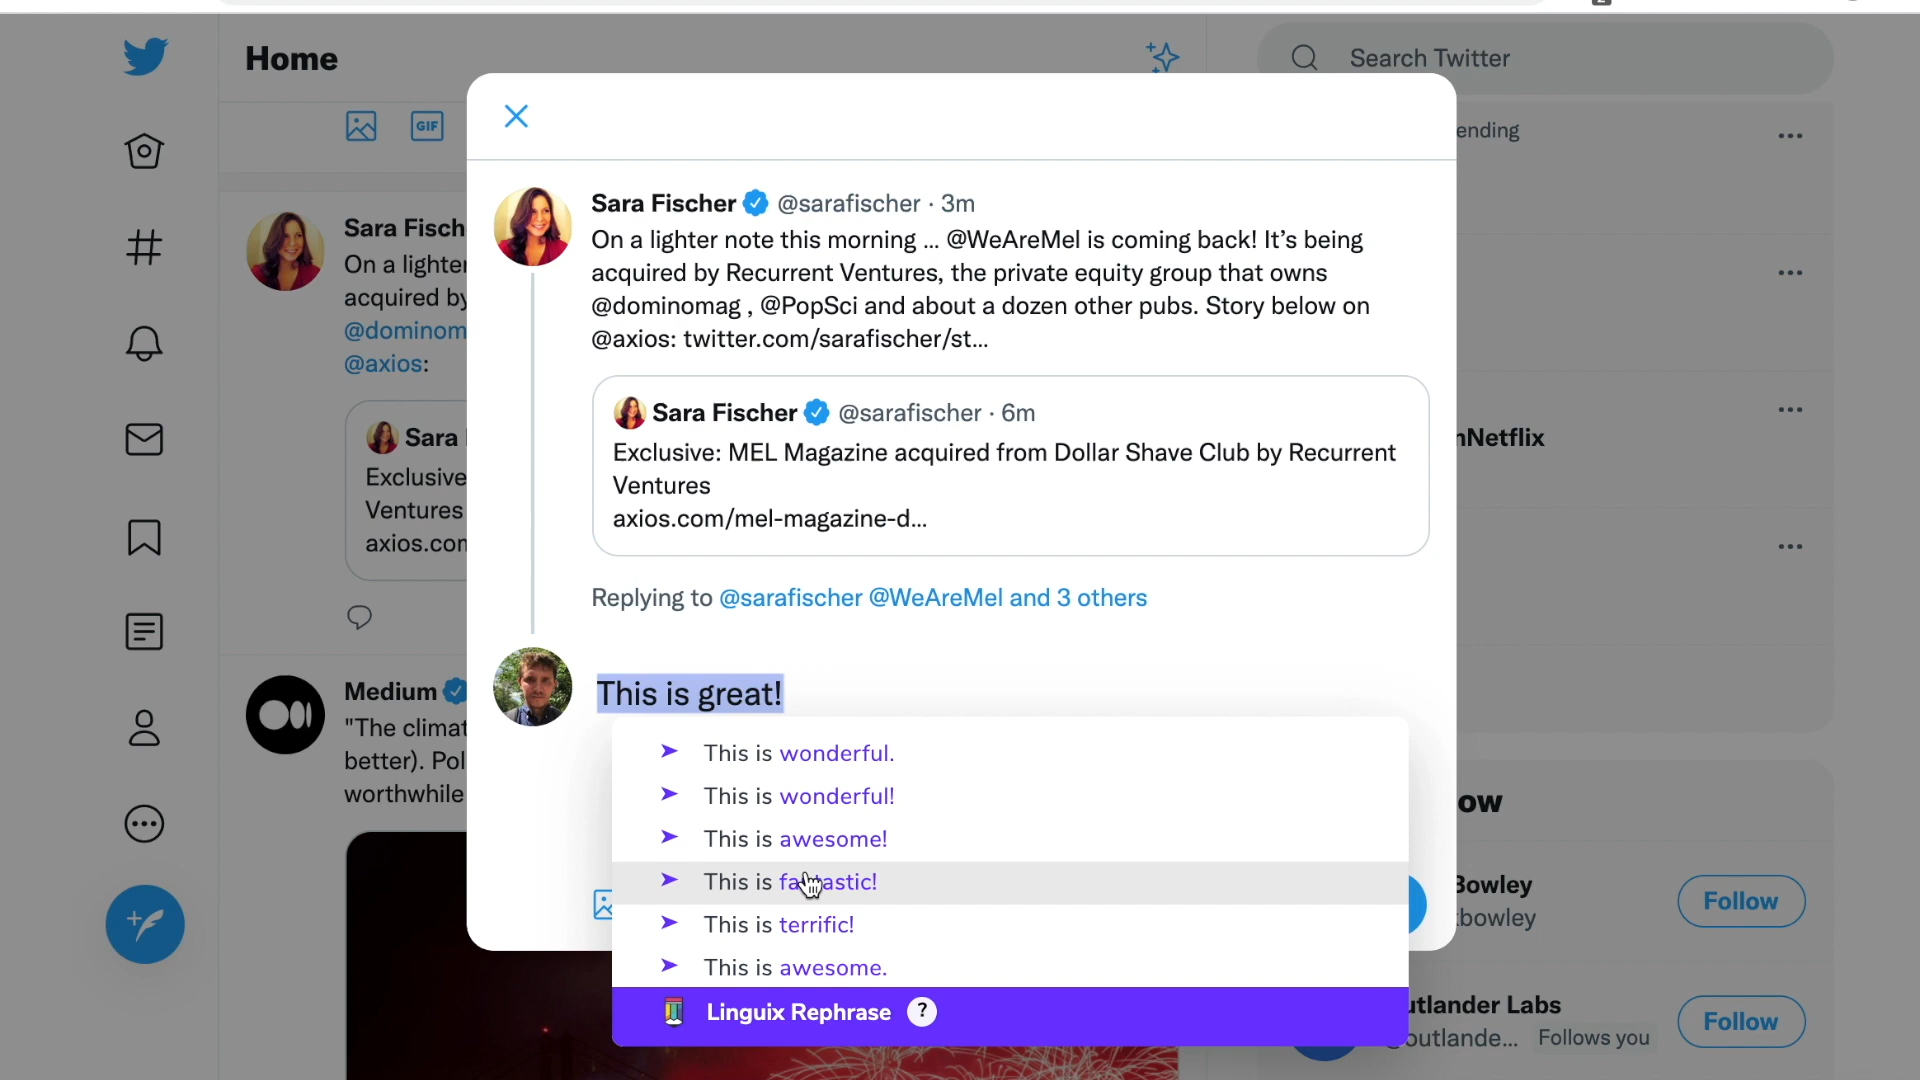 Home
Search Twitter
GIF
ending
Sara Fischer @sarafischer · 3m
On a lighter note this morning ... @WeAreMel is coming back! It’s being
acquired by Recurrent Ventures, the private equity group that owns
@dominomag , @PopSci and about a dozen other pubs. Story below on
@axios: twitter.com/sarafischer/st...
Sara Fischer @sarafischer · 6m
Exclusive: MEL Magazine acquired from Dollar Shave Club by Recurrent
Ventures
axios.com/mel-magazine-d...
Replying to @sarafischer @WeAreMel and 3 others
This is great!
This is wonderful.
This is wonderful!
This is awesome!
This is fantastic!
This is terrific!
This is awesome.
Linguix Rephrase ?
Sara Fisch
On a lighter
acquired by
@dominom
@axios:
Sara
Exclusive
Ventures
axios.con
Medium
"The climat
better). Pol
worthwhile
nNetflix
ow
Bowley
bowley
Follow
utlander Labs
outlande... Follows you
Follow